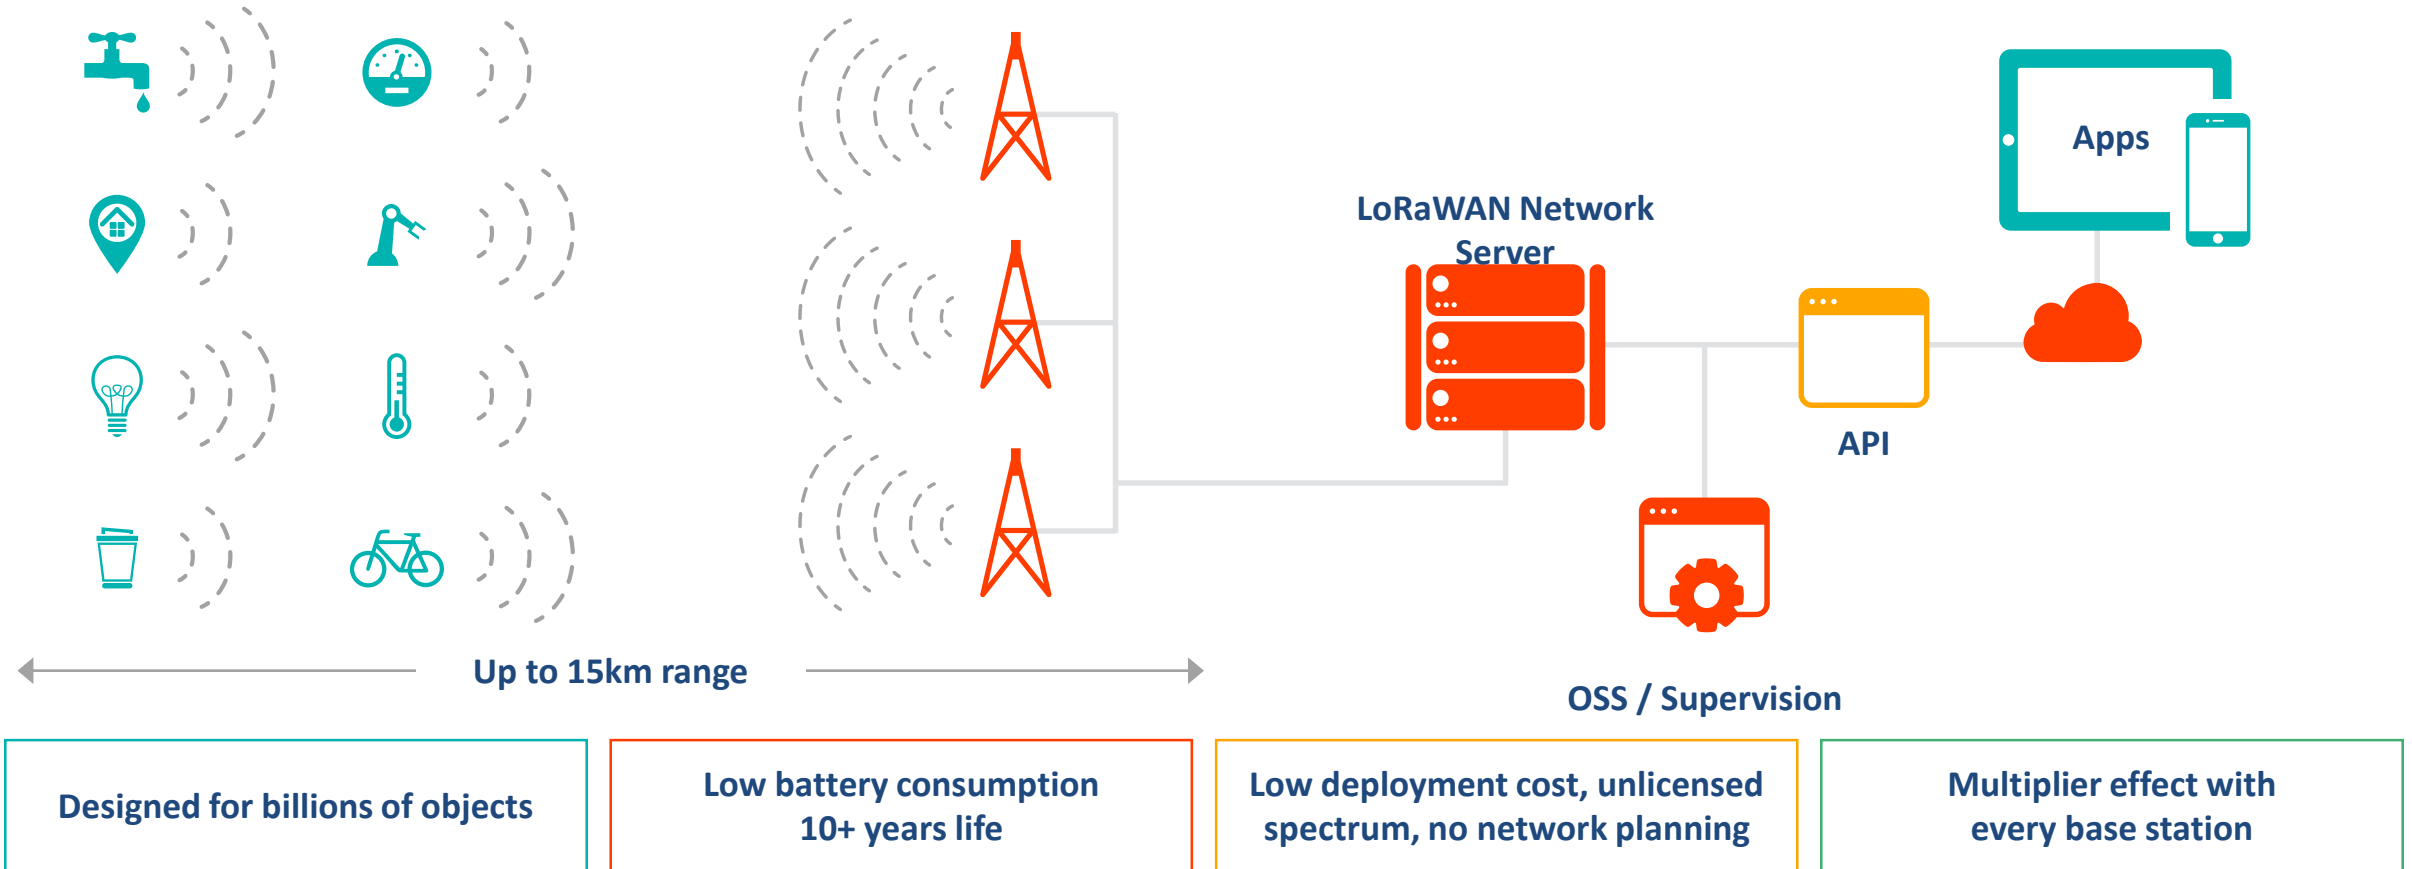 LoRaWAN Network
Server
Apps
API
Up to 15km range
OSS / Supervision
Designed for billions of objects
Low battery consumption
10+ years life
Low deployment cost, unlicensed
spectrum, no network planning
Multiplier effect with
every base station